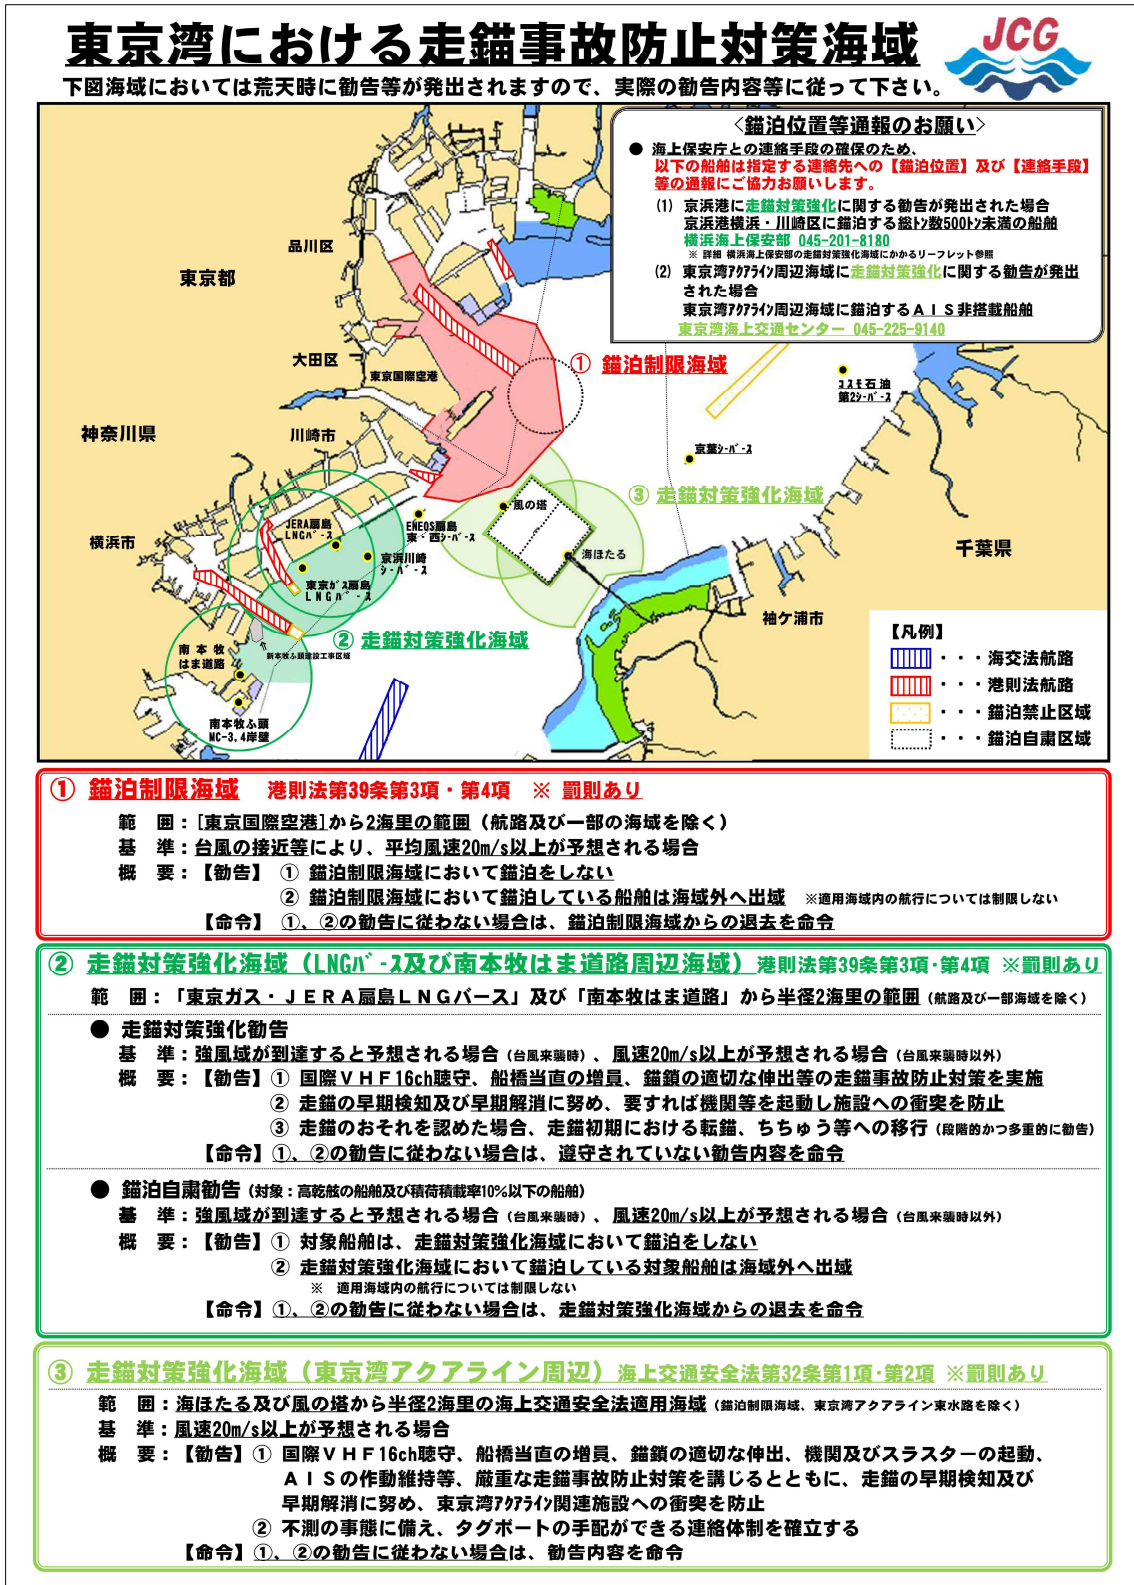 東京湾における走錨事故防止対策海域
JCG
下図海域においては荒天時に勧告等が発出されますので、実際の勧告内容等に従って下さい。
<錨泊位置等通報のお願い>
● 海上保安庁との連絡手段の確保のため、
以下の船舶は指定する連絡先への【錨泊位置】及び【連絡手段】
等の通報にご協力お願いします。
(1) 京浜港に走錨対策強化に関する勧告が発出された場合
京浜港横浜・川崎区に錨泊する総トン数500トン未満の船舶
横浜海上保安部 045-201-8180
※ 詳細 横浜海上保安部の走錨対策強化海域にかかるリーフレット参照
(2) 東京湾アクアライン周辺海域に走錨対策強化に関する勧告が発出
された場合
東京湾アクアライン周辺海域に錨泊するAIS非搭載船舶
東京湾海上交通センター 045-225-9140
品川区
東京都
大田区
東京国際空港
① 錨泊制限海域
コスモ石油
第2シーバース
神奈川県
川崎市
京葉シーバース
③ 走錨対策強化海域
風の塔
JERA扇島
LNGバース
ENEOS扇島
東・西シーバース
横浜市
京浜川崎
シーバース
海ほたる
千葉県
東京ガス扇島
LNGバース
袖ケ浦市
② 走錨対策強化海域
新本牧ふ頭建設工事区域
南本牧
はま道路
南本牧ふ頭
MC-3,4岸壁
【凡例】
・・・海交法航路
・・・港則法航路
・・・錨泊禁止区域
・・・錨泊自粛区域
① 錨泊制限海域 港則法第39条第3項・第4項 ※ 罰則あり
範 囲：[東京国際空港]から2海里の範囲（航路及び一部の海域を除く）
基 準：台風の接近等により、平均風速20m/s以上が予想される場合
概 要：【勧告】 ① 錨泊制限海域において錨泊をしない
② 錨泊制限海域において錨泊している船舶は海域外へ出域 ※適用海域内の航行については制限しない
【命令】 ①、②の勧告に従わない場合は、錨泊制限海域からの退去を命令
② 走錨対策強化海域（LNGバース及び南本牧はま道路周辺海域）港則法第39条第3項・第4項 ※罰則あり
範 囲：「東京ガス・JERA扇島LNGバース」及び「南本牧はま道路」から半径2海里の範囲（航路及び一部海域を除く）
● 走錨対策強化勧告
基 準：強風域が到達すると予想される場合（台風来襲時）、風速20m/s以上が予想される場合（台風来襲時以外）
概 要：【勧告】① 国際VHF16ch聴守、船橋当直の増員、錨鎖の適切な伸出等の走錨事故防止対策を実施
② 走錨の早期検知及び早期解消に努め、要すれば機関等を起動し施設への衝突を防止
③ 走錨のおそれを認めた場合、走錨初期における転錨、ちちゅう等への移行（段階的かつ多重的に勧告）
【命令】①、②の勧告に従わない場合は、遵守されていない勧告内容を命令
● 錨泊自粛勧告（対象：高乾舷の船舶及び積荷積載率10%以下の船舶）
基 準：強風域が到達すると予想される場合（台風来襲時）、風速20m/s以上が予想される場合（台風来襲時以外）
概 要：【勧告】① 対象船舶は、走錨対策強化海域において錨泊をしない
② 走錨対策強化海域において錨泊している対象船舶は海域外へ出域
※ 適用海域内の航行については制限しない
【命令】①、②の勧告に従わない場合は、走錨対策強化海域からの退去を命令
③ 走錨対策強化海域（東京湾アクアライン周辺）海上交通安全法第32条第1項・第2項 ※罰則あり
範 囲：海ほたる及び風の塔から半径2海里の海上交通安全法適用海域（錨泊制限海域、東京湾アクアライン東水路を除く）
基 準：風速20m/s以上が予想される場合
概 要：【勧告】① 国際VHF16ch聴守、船橋当直の増員、錨鎖の適切な伸出、機関及びスラスターの起動、
AISの作動維持等、厳重な走錨事故防止対策を講じるとともに、走錨の早期検知及び
早期解消に努め、東京湾アクアライン関連施設への衝突を防止
② 不測の事態に備え、タグボートの手配ができる連絡体制を確立する
【命令】①、②の勧告に従わない場合は、勧告内容を命令